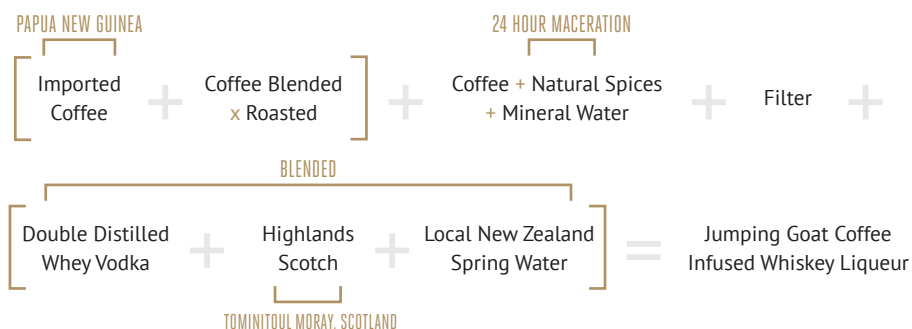 PAPUA NEW GUINEA
24 HOUR MACERATION
Imported
Coffee
+
Coffee Blended
x Roasted
+
Coffee + Natural Spices
+ Mineral Water
+
Filter
+
BLENDED
Double Distilled
Whey Vodka
+
Highlands
Scotch
+
Local New Zealand
Spring Water
=
Jumping Goat Coffee
Infused Whiskey Liqueur
TOMINITOUL MORAY, SCOTLAND